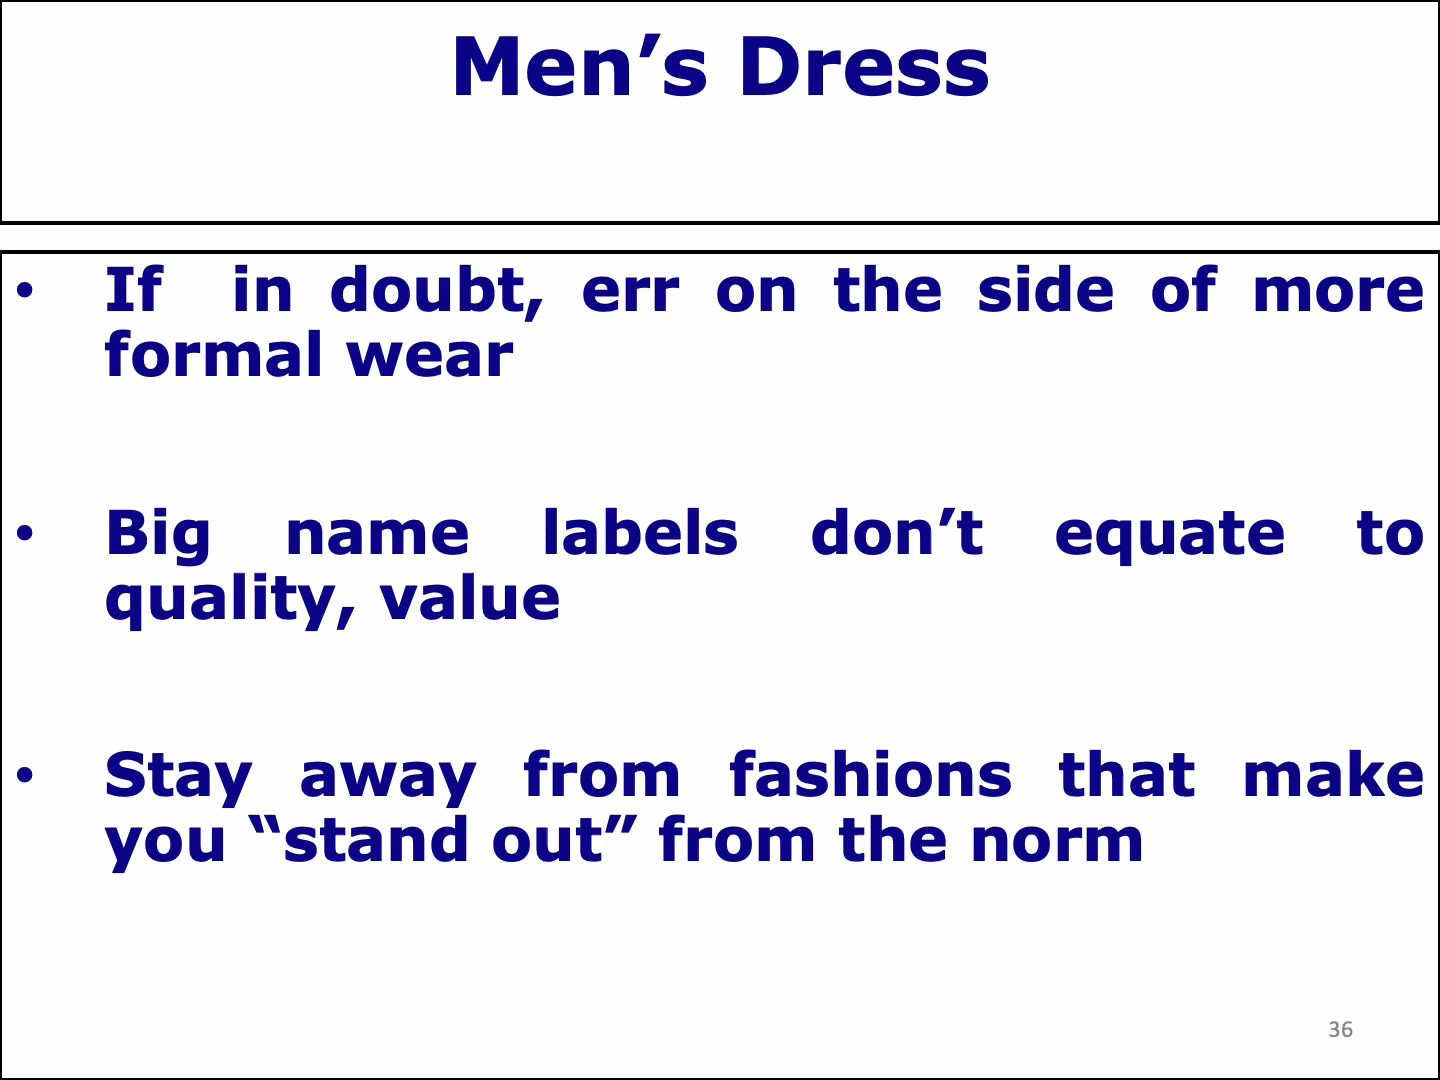 Men’s Dress
• If in doubt, err on the side of more
formal wear
• Big name labels don’t equate to
quality, value
• Stay away from fashions that make
you “stand out” from the norm
36